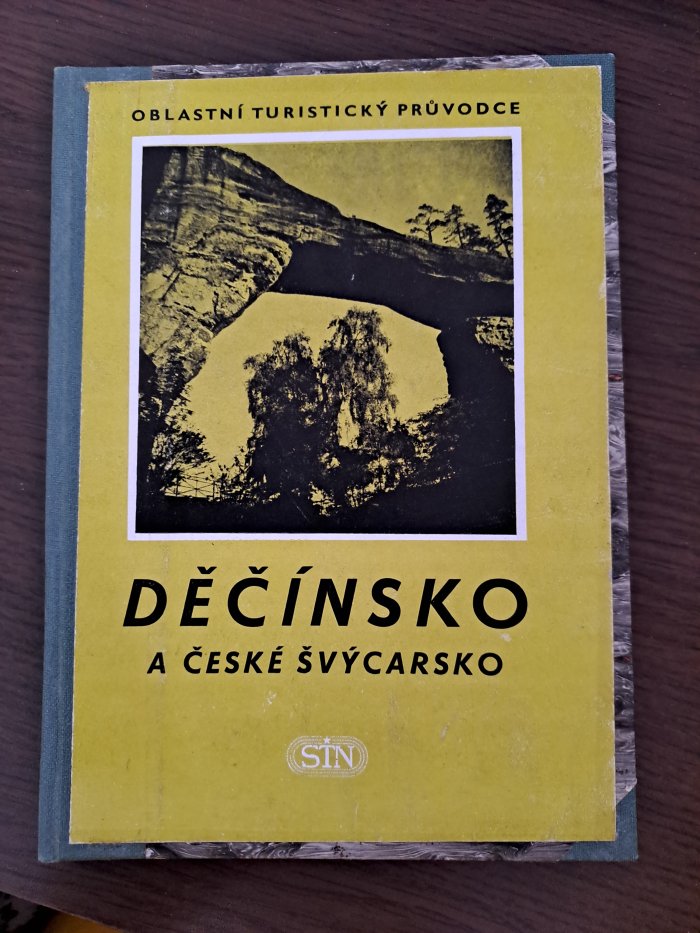 OBLASTNÍ TURISTICKÝ PRŮVODCE
DĚČÍNSKO
A ČESKÉ ŠVÝCARSKO
STN